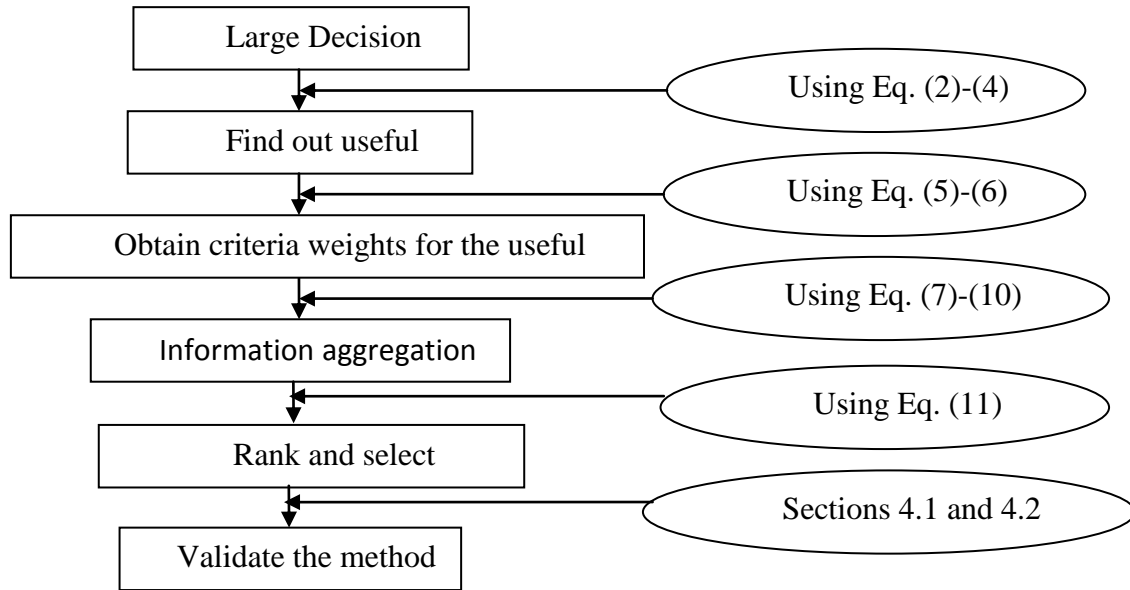 Large Decision
Using Eq. (2)-(4)
Find out useful
Using Eq. (5)-(6)
Obtain criteria weights for the useful
Using Eq. (7)-(10)
Information aggregation
Using Eq. (11)
Rank and select
Sections 4.1 and 4.2
Validate the method